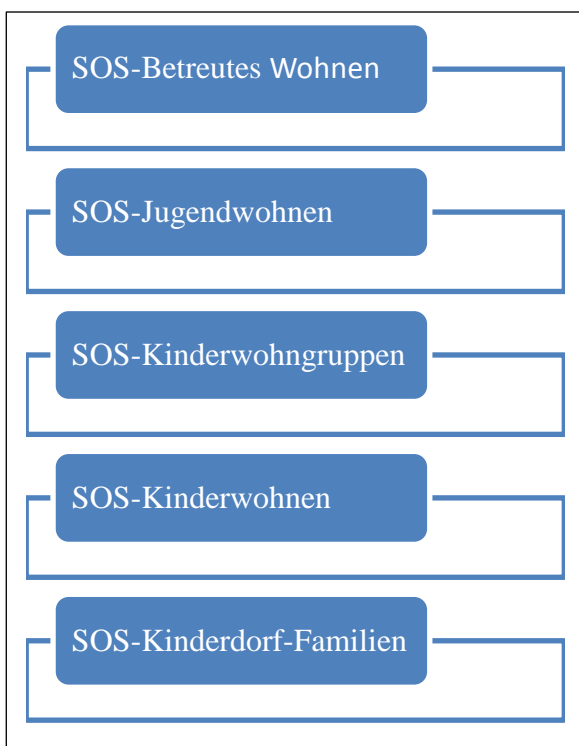 SOS-Betreutes Wohnen
SOS-Jugendwohnen
SOS-Kinderwohngruppen
SOS-Kinderwohnen
SOS-Kinderdorf-Familien